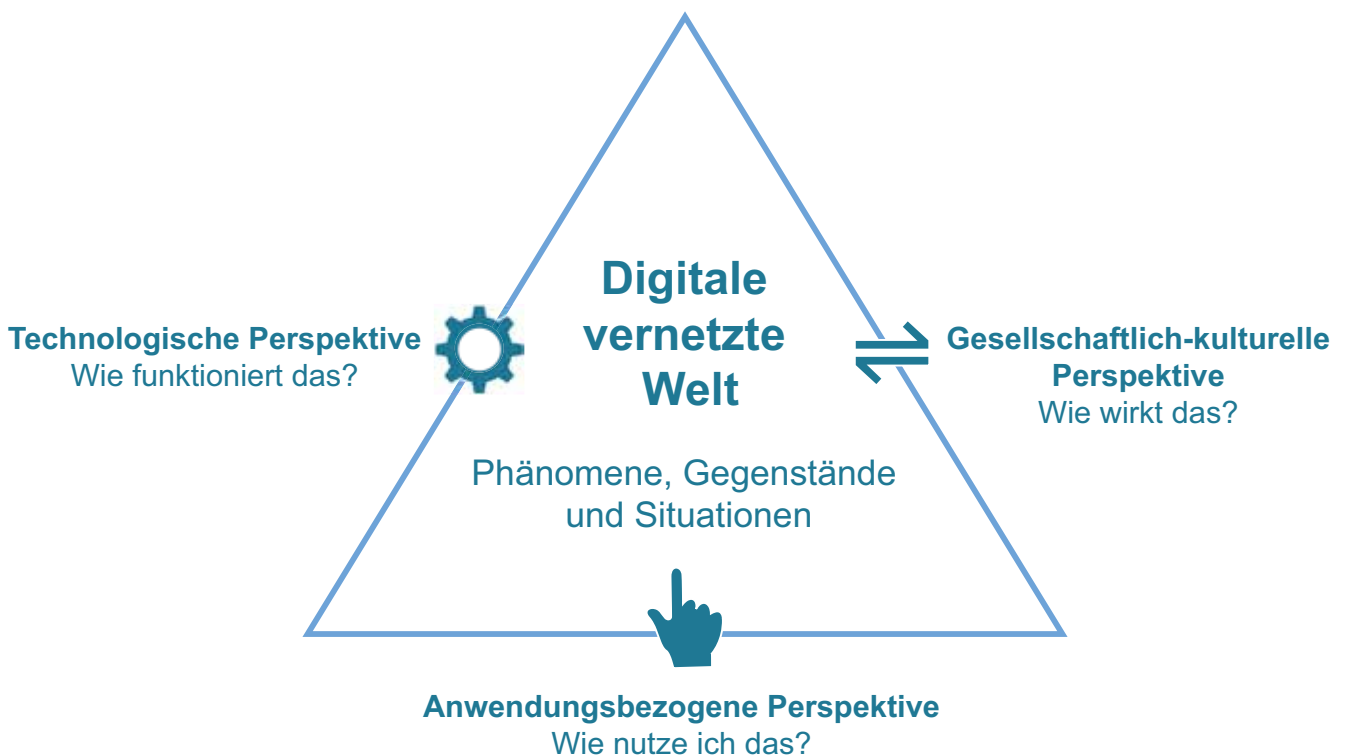 Digitale
vernetzte
Welt
Phänomene, Gegenstände
und Situationen
Technologische Perspektive
Wie funktioniert das?
Gesellschaftlich-kulturelle
Perspektive
Wie wirkt das?
Anwendungsbezogene Perspektive
Wie nutze ich das?